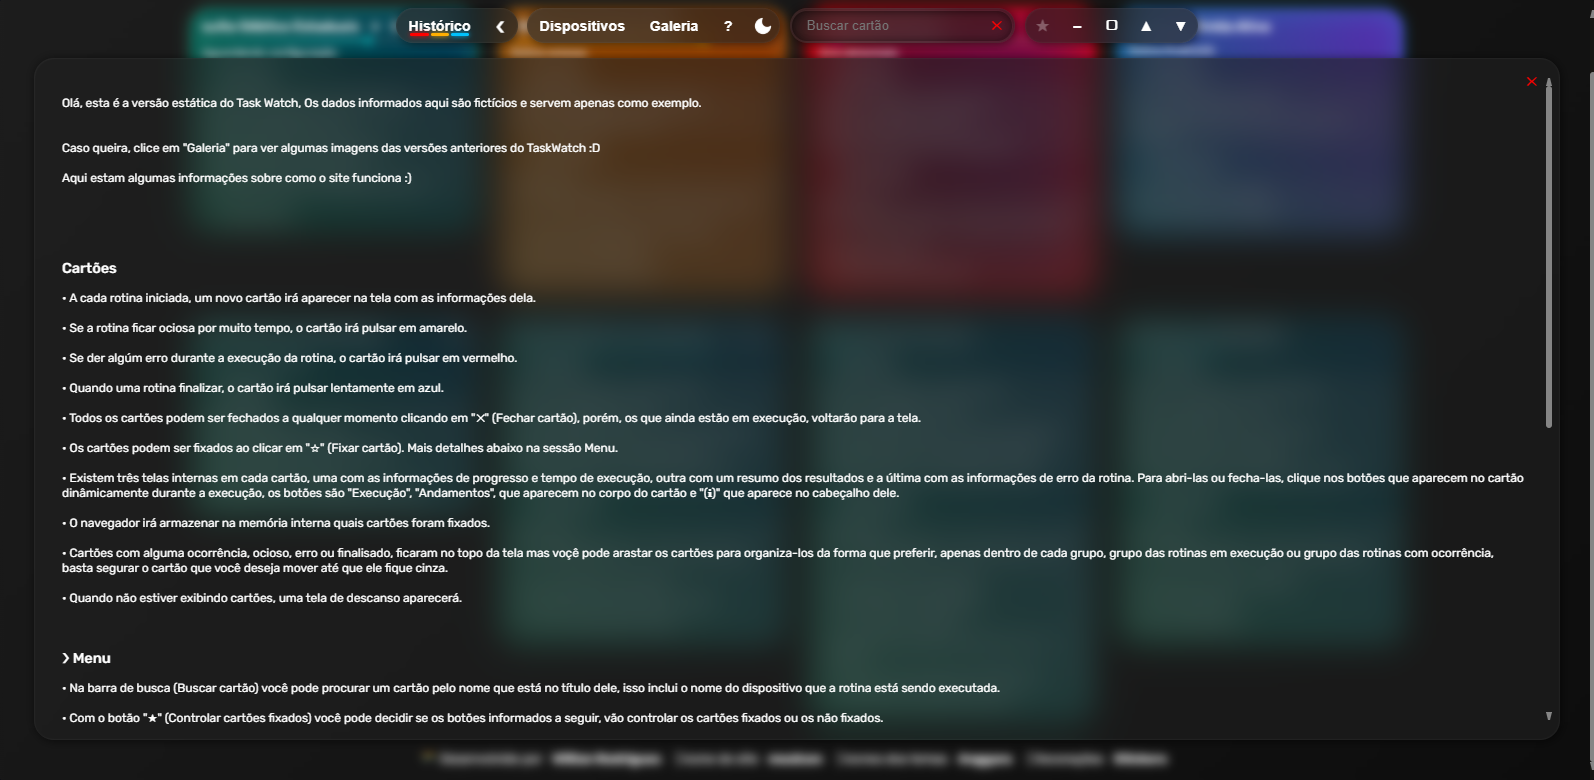 Histórico ❮ Dispositivos Galeria ? Buscar cartão ✕ ★ – ▲ ▼
✕
Olá, esta é a versão estática do Task Watch, Os dados informados aqui são fictícios e servem apenas como exemplo.
Caso queira, clice em "Galeria" para ver algumas imagens das versões anteriores do TaskWatch :D
Aqui estam algumas informações sobre como o site funciona :)
Cartões
• A cada rotina iniciada, um novo cartão irá aparecer na tela com as informações dela.
• Se a rotina ficar ociosa por muito tempo, o cartão irá pulsar em amarelo.
• Se der algúm erro durante a execução da rotina, o cartão irá pulsar em vermelho.
• Quando uma rotina finalizar, o cartão irá pulsar lentamente em azul.
• Todos os cartões podem ser fechados a qualquer momento clicando em "✕" (Fechar cartão), porém, os que ainda estão em execução, voltarão para a tela.
• Os cartões podem ser fixados ao clicar em "☆" (Fixar cartão). Mais detalhes abaixo na sessão Menu.
• Existem três telas internas em cada cartão, uma com as informações de progresso e tempo de execução, outra com um resumo dos resultados e a última com as informações de erro da rotina. Para abri-las ou fecha-las, clique nos botões que aparecem no cartão
dinâmicamente durante a execução, os botões são "Execução", "Andamentos", que aparecem no corpo do cartão e "(i)" que aparece no cabeçalho dele.
• O navegador irá armazenar na memória interna quais cartões foram fixados.
• Cartões com alguma ocorrência, ocioso, erro ou finalisado, ficaram no topo da tela mas voçê pode arastar os cartões para organiza-los da forma que preferir, apenas dentro de cada grupo, grupo das rotinas em execução ou grupo das rotinas com ocorrência,
basta segurar o cartão que você deseja mover até que ele fique cinza.
• Quando não estiver exibindo cartões, uma tela de descanso aparecerá.
❯ Menu
• Na barra de busca (Buscar cartão) você pode procurar um cartão pelo nome que está no título dele, isso inclui o nome do dispositivo que a rotina está sendo executada.
• Com o botão "★" (Controlar cartões fixados) você pode decidir se os botões informados a seguir, vão controlar os cartões fixados ou os não fixados.